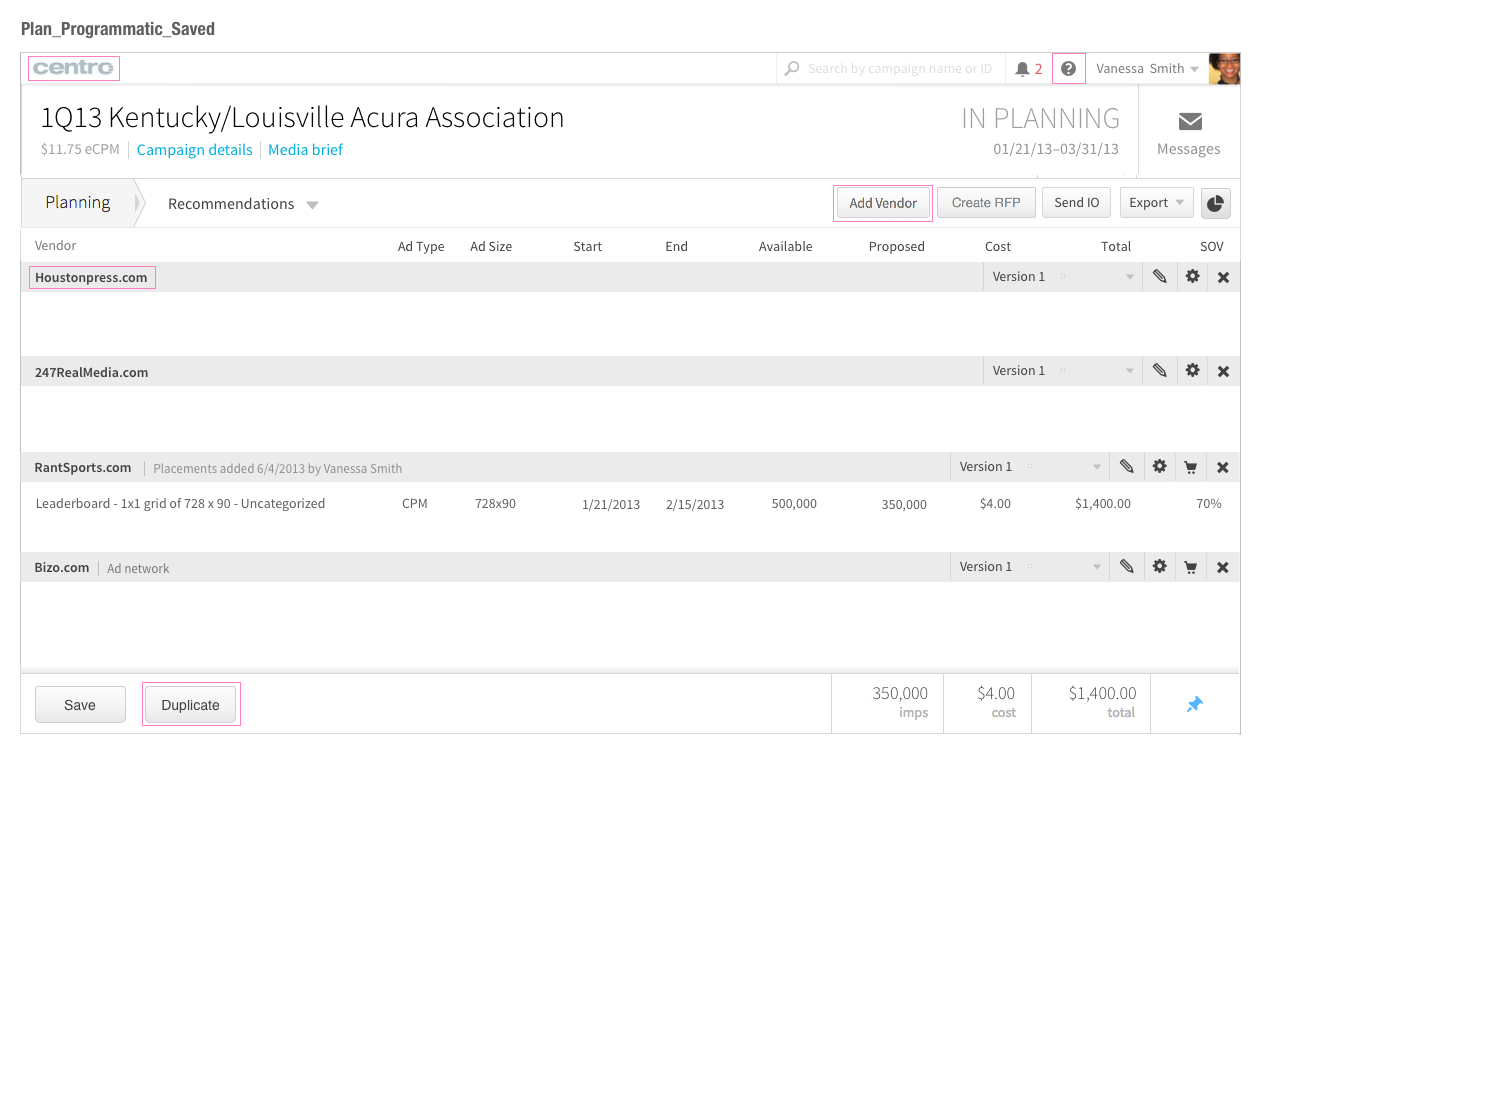 Plan_Programmatic_Saved
centro
Search by campaign name or ID
2
?
Vanessa Smith
1Q13 Kentucky/Louisville Acura Association
IN PLANNING
$11.75 eCPM
Campaign details
Media brief
01/21/13–03/31/13
Messages
Planning
Recommendations
Add Vendor
Create RFP
Send IO
Export
Vendor Ad Type Ad Size Start End Available Proposed Cost Total SOV
Houstonpress.com Version 1
247RealMedia.com Version 1
RantSports.com Placements added 6/4/2013 by Vanessa Smith Version 1
Leaderboard - 1x1 grid of 728 x 90 - Uncategorized CPM 728x90 1/21/2013 2/15/2013 500,000 350,000 $4.00 $1,400.00 70%
Bizo.com Ad network Version 1
Save
Duplicate
350,000 $4.00 $1,400.00
imps cost total